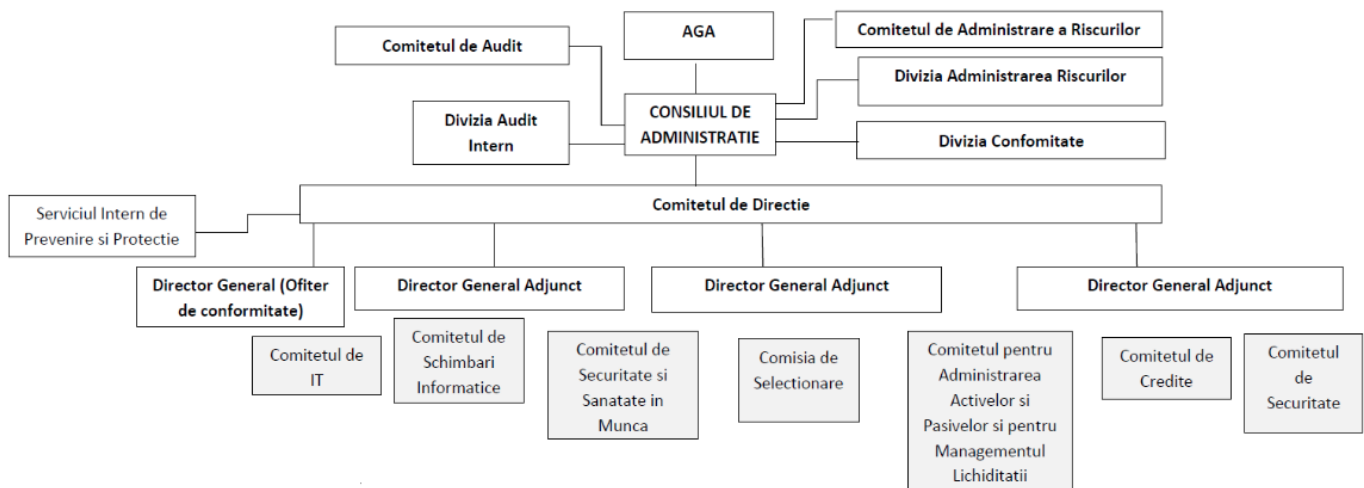 AGA
Comitetul de Audit
Comitetul de Administrare a Riscurilor
Divizia Administrarea Riscurilor
CONSILIUL DE
ADMINISTRATIE
Divizia Audit
Intern
Divizia Confomitate
Comitetul de Directie
Serviciul Intern de
Prevenire si Protectie
Director General (Ofiter
de conformitate)
Director General Adjunct
Director General Adjunct
Director General Adjunct
Comitetul de
IT
Comitetul de
Schimbari
Informatice
Comitetul de
Securitate si
Sanatate in
Munca
Comisia de
Selectionare
Comitetul pentru
Administrarea
Activelor si
Pasivelor si pentru
Managementul
Lichiditatii
Comitetul de
Credite
Comitetul
de
Securitate